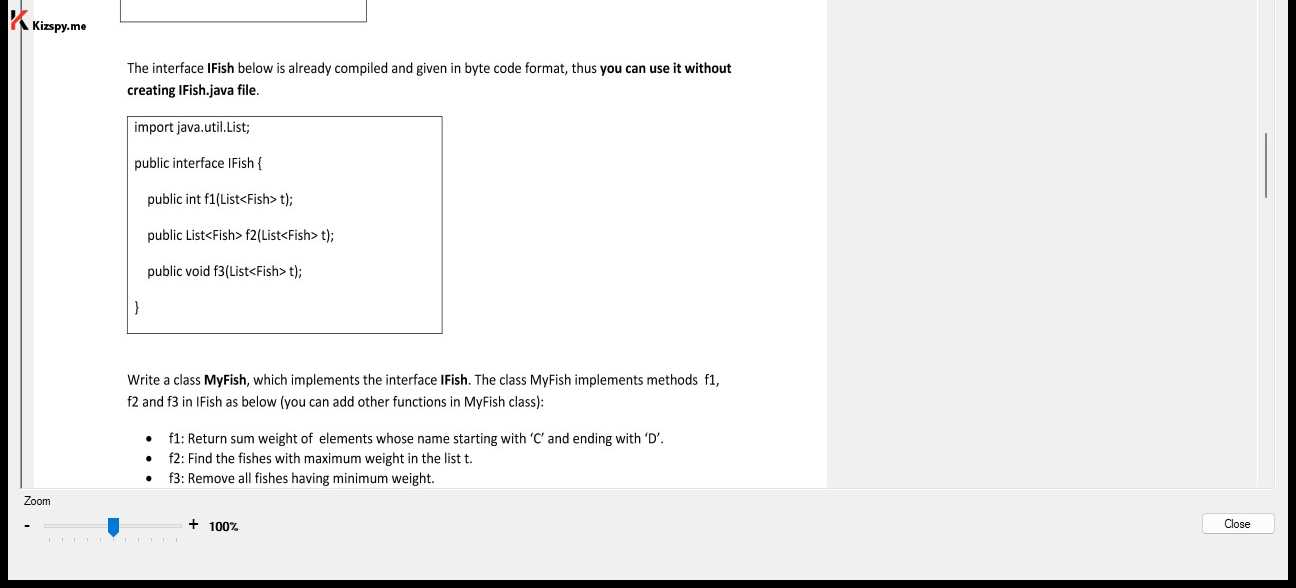 Kizspy.me
The interface IFish below is already compiled and given in byte code format, thus you can use it without
creating IFish.java file.
import java.util.List;
public interface IFish {
public int f1(List<Fish> t);
public List<Fish> f2(List<Fish> t);
public void f3(List<Fish> t);
}
Write a class MyFish, which implements the interface IFish. The class MyFish implements methods f1,
f2 and f3 in IFish as below (you can add other functions in MyFish class):
• f1: Return sum weight of elements whose name starting with ‘C’ and ending with ‘D’.
• f2: Find the fishes with maximum weight in the list t.
• f3: Remove all fishes having minimum weight.
Zoom
- + 100%
Close